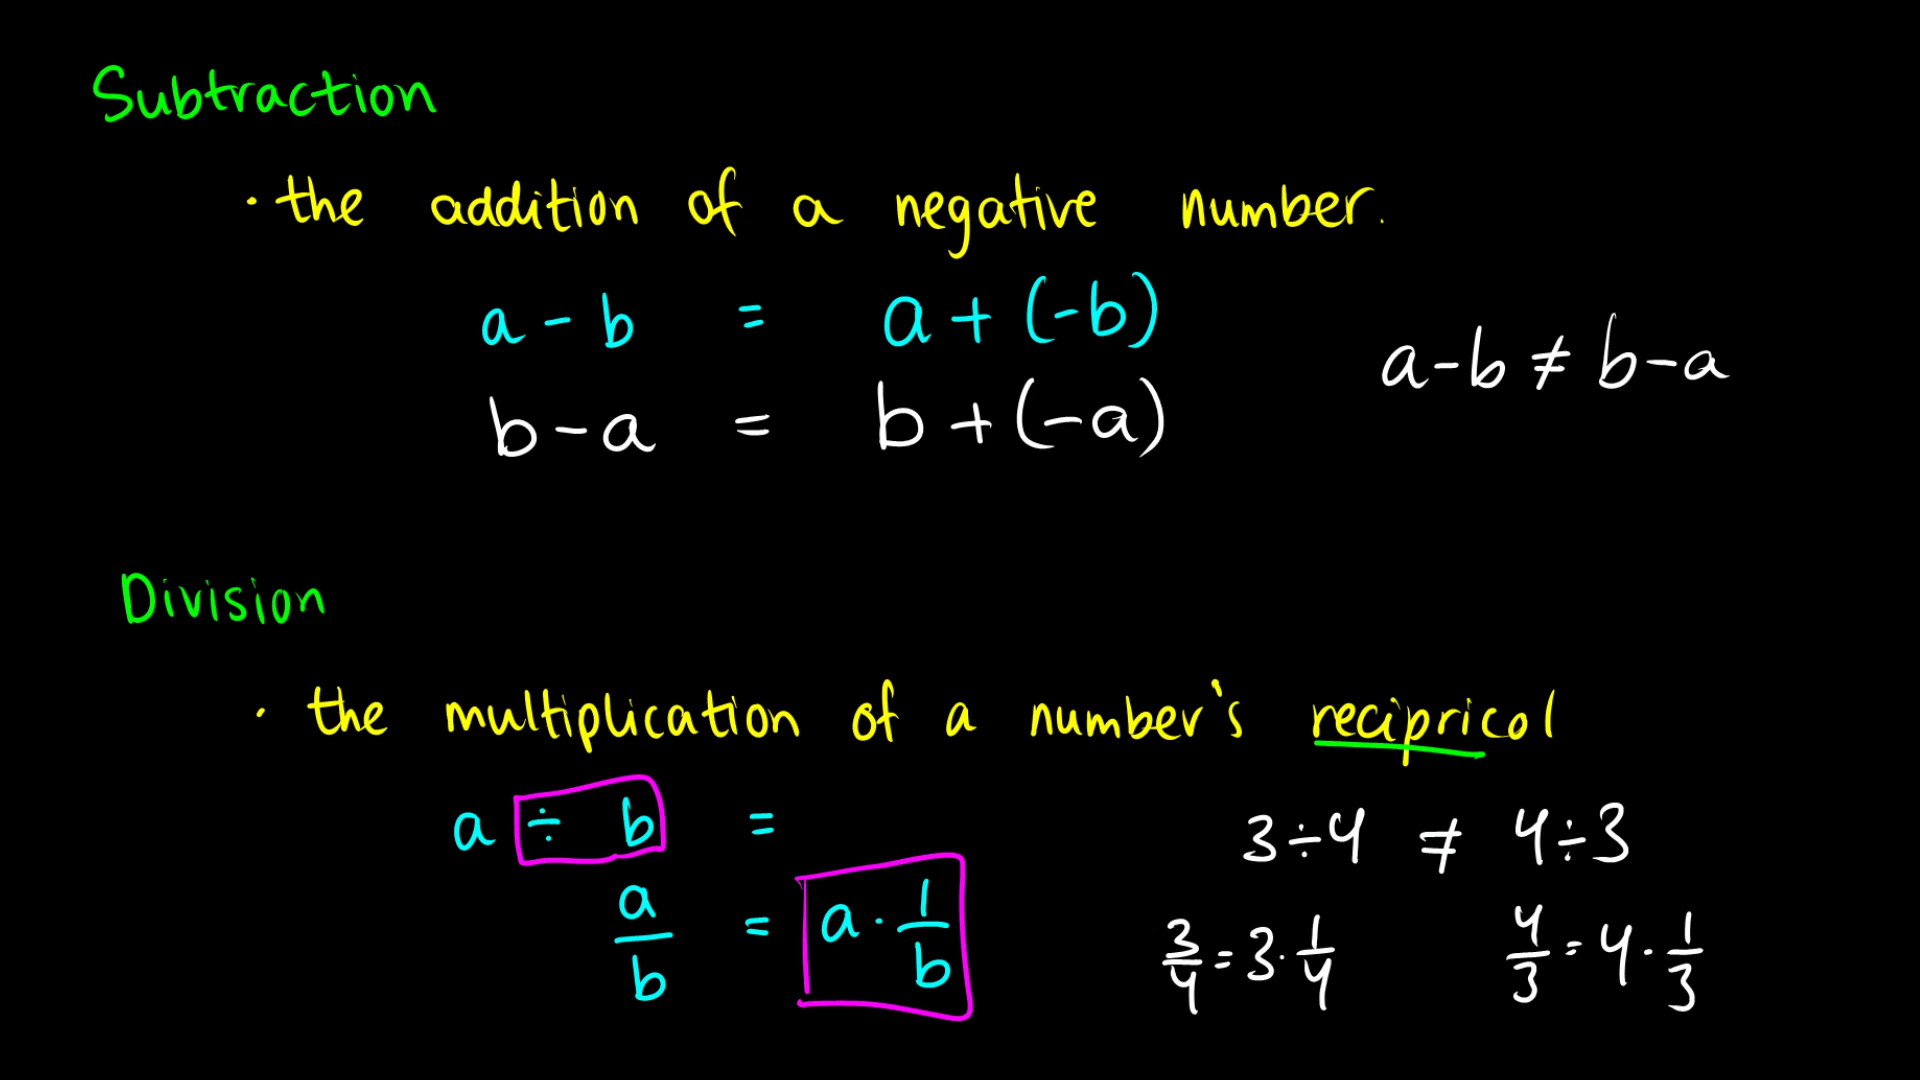 Subtraction
· the addition of a negative number.
a - b = a + (-b)
a - b ≠ b - a
b - a = b + (-a)
Division
· the multiplication of a number's recipricol
a ÷ b =
3 ÷ 4 ≠ 4 ÷ 3
a/b = a · 1/b
3/4 = 3 · 1/4
4/3 = 4 · 1/3